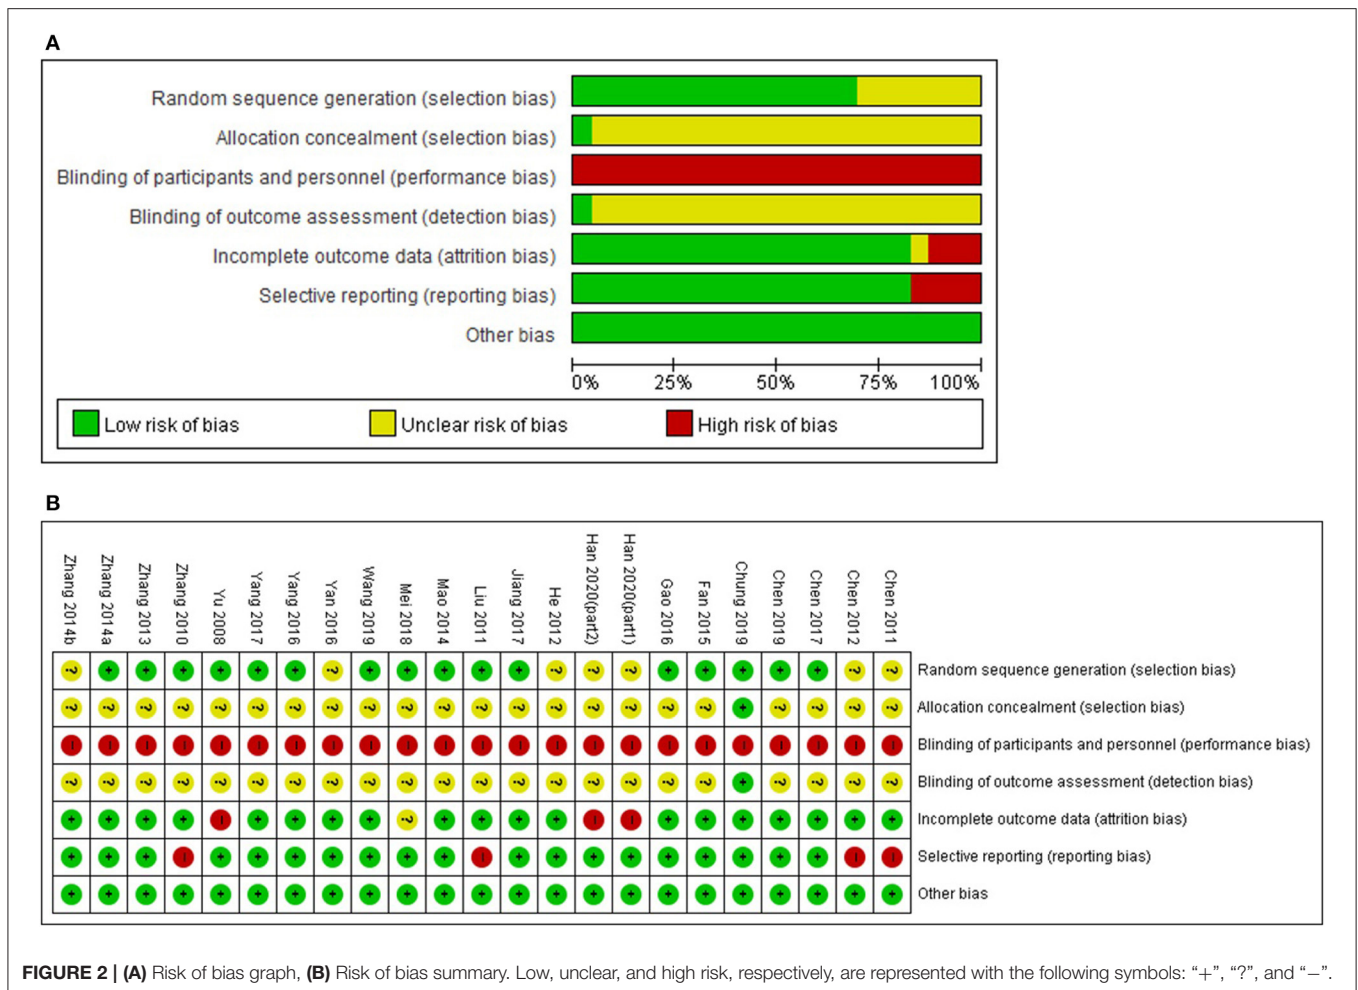 A
Random sequence generation (selection bias)
Allocation concealment (selection bias)
Blinding of participants and personnel (performance bias)
Blinding of outcome assessment (detection bias)
Incomplete outcome data (attrition bias)
Selective reporting (reporting bias)
Other bias
0% 25% 50% 75% 100%
Low risk of bias Unclear risk of bias High risk of bias
B
Zhang 2014b
Zhang 2014a
Zhang 2013
Zhang 2010
Yu 2008
Yang 2017
Yang 2016
Yan 2016
Wang 2019
Mei 2018
Mao 2014
Liu 2011
Jiang 2017
He 2012
Han 2020(part2)
Han 2020(part1)
Gao 2016
Fan 2015
Chung 2019
Chen 2019
Chen 2017
Chen 2012
Chen 2011
? + + + + + + ? + + + + + ? ? ? + + + + + ? ? Random sequence generation (selection bias)
? ? ? ? ? ? ? ? ? ? ? ? ? ? ? ? ? ? + ? ? ? ? Allocation concealment (selection bias)
− − − − − − − − − − − − − − − − − − − − − − − Blinding of participants and personnel (performance bias)
? ? ? ? ? ? ? ? ? ? ? ? ? ? ? ? ? ? + ? ? ? ? Blinding of outcome assessment (detection bias)
+ + + + − + + + + ? + + + + − − + + + + + + + Incomplete outcome data (attrition bias)
+ + + − + + + + + + + − + + + + + + + + + − − Selective reporting (reporting bias)
+ + + + + + + + + + + + + + + + + + + + + + + Other bias
FIGURE 2 | (A) Risk of bias graph, (B) Risk of bias summary. Low, unclear, and high risk, respectively, are represented with the following symbols: “+”, “?”, and “−”.